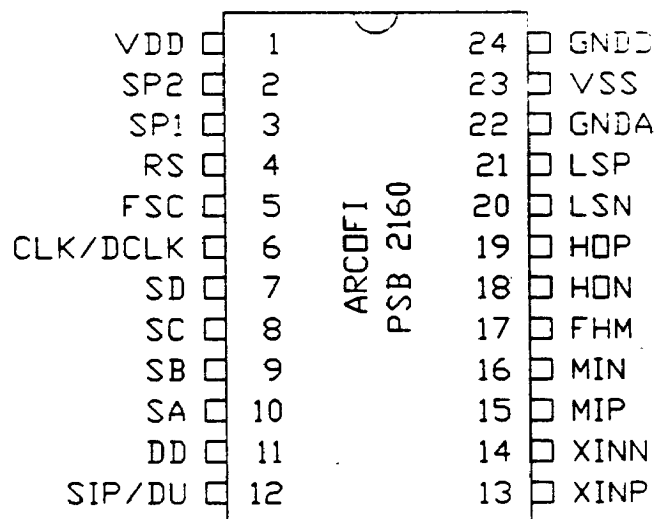 VDD 1 24 GNDD
SP2 2 23 VSS
SP1 3 22 GNDA
RS 4 21 LSP
FSC 5 20 LSN
CLK/DCLK 6 19 HOP
SD 7 18 HON
SC 8 17 FHM
SB 9 16 MIN
SA 10 15 MIP
DD 11 14 XINN
SIP/DU 12 13 XINP
ARCOFI
PSB 2160